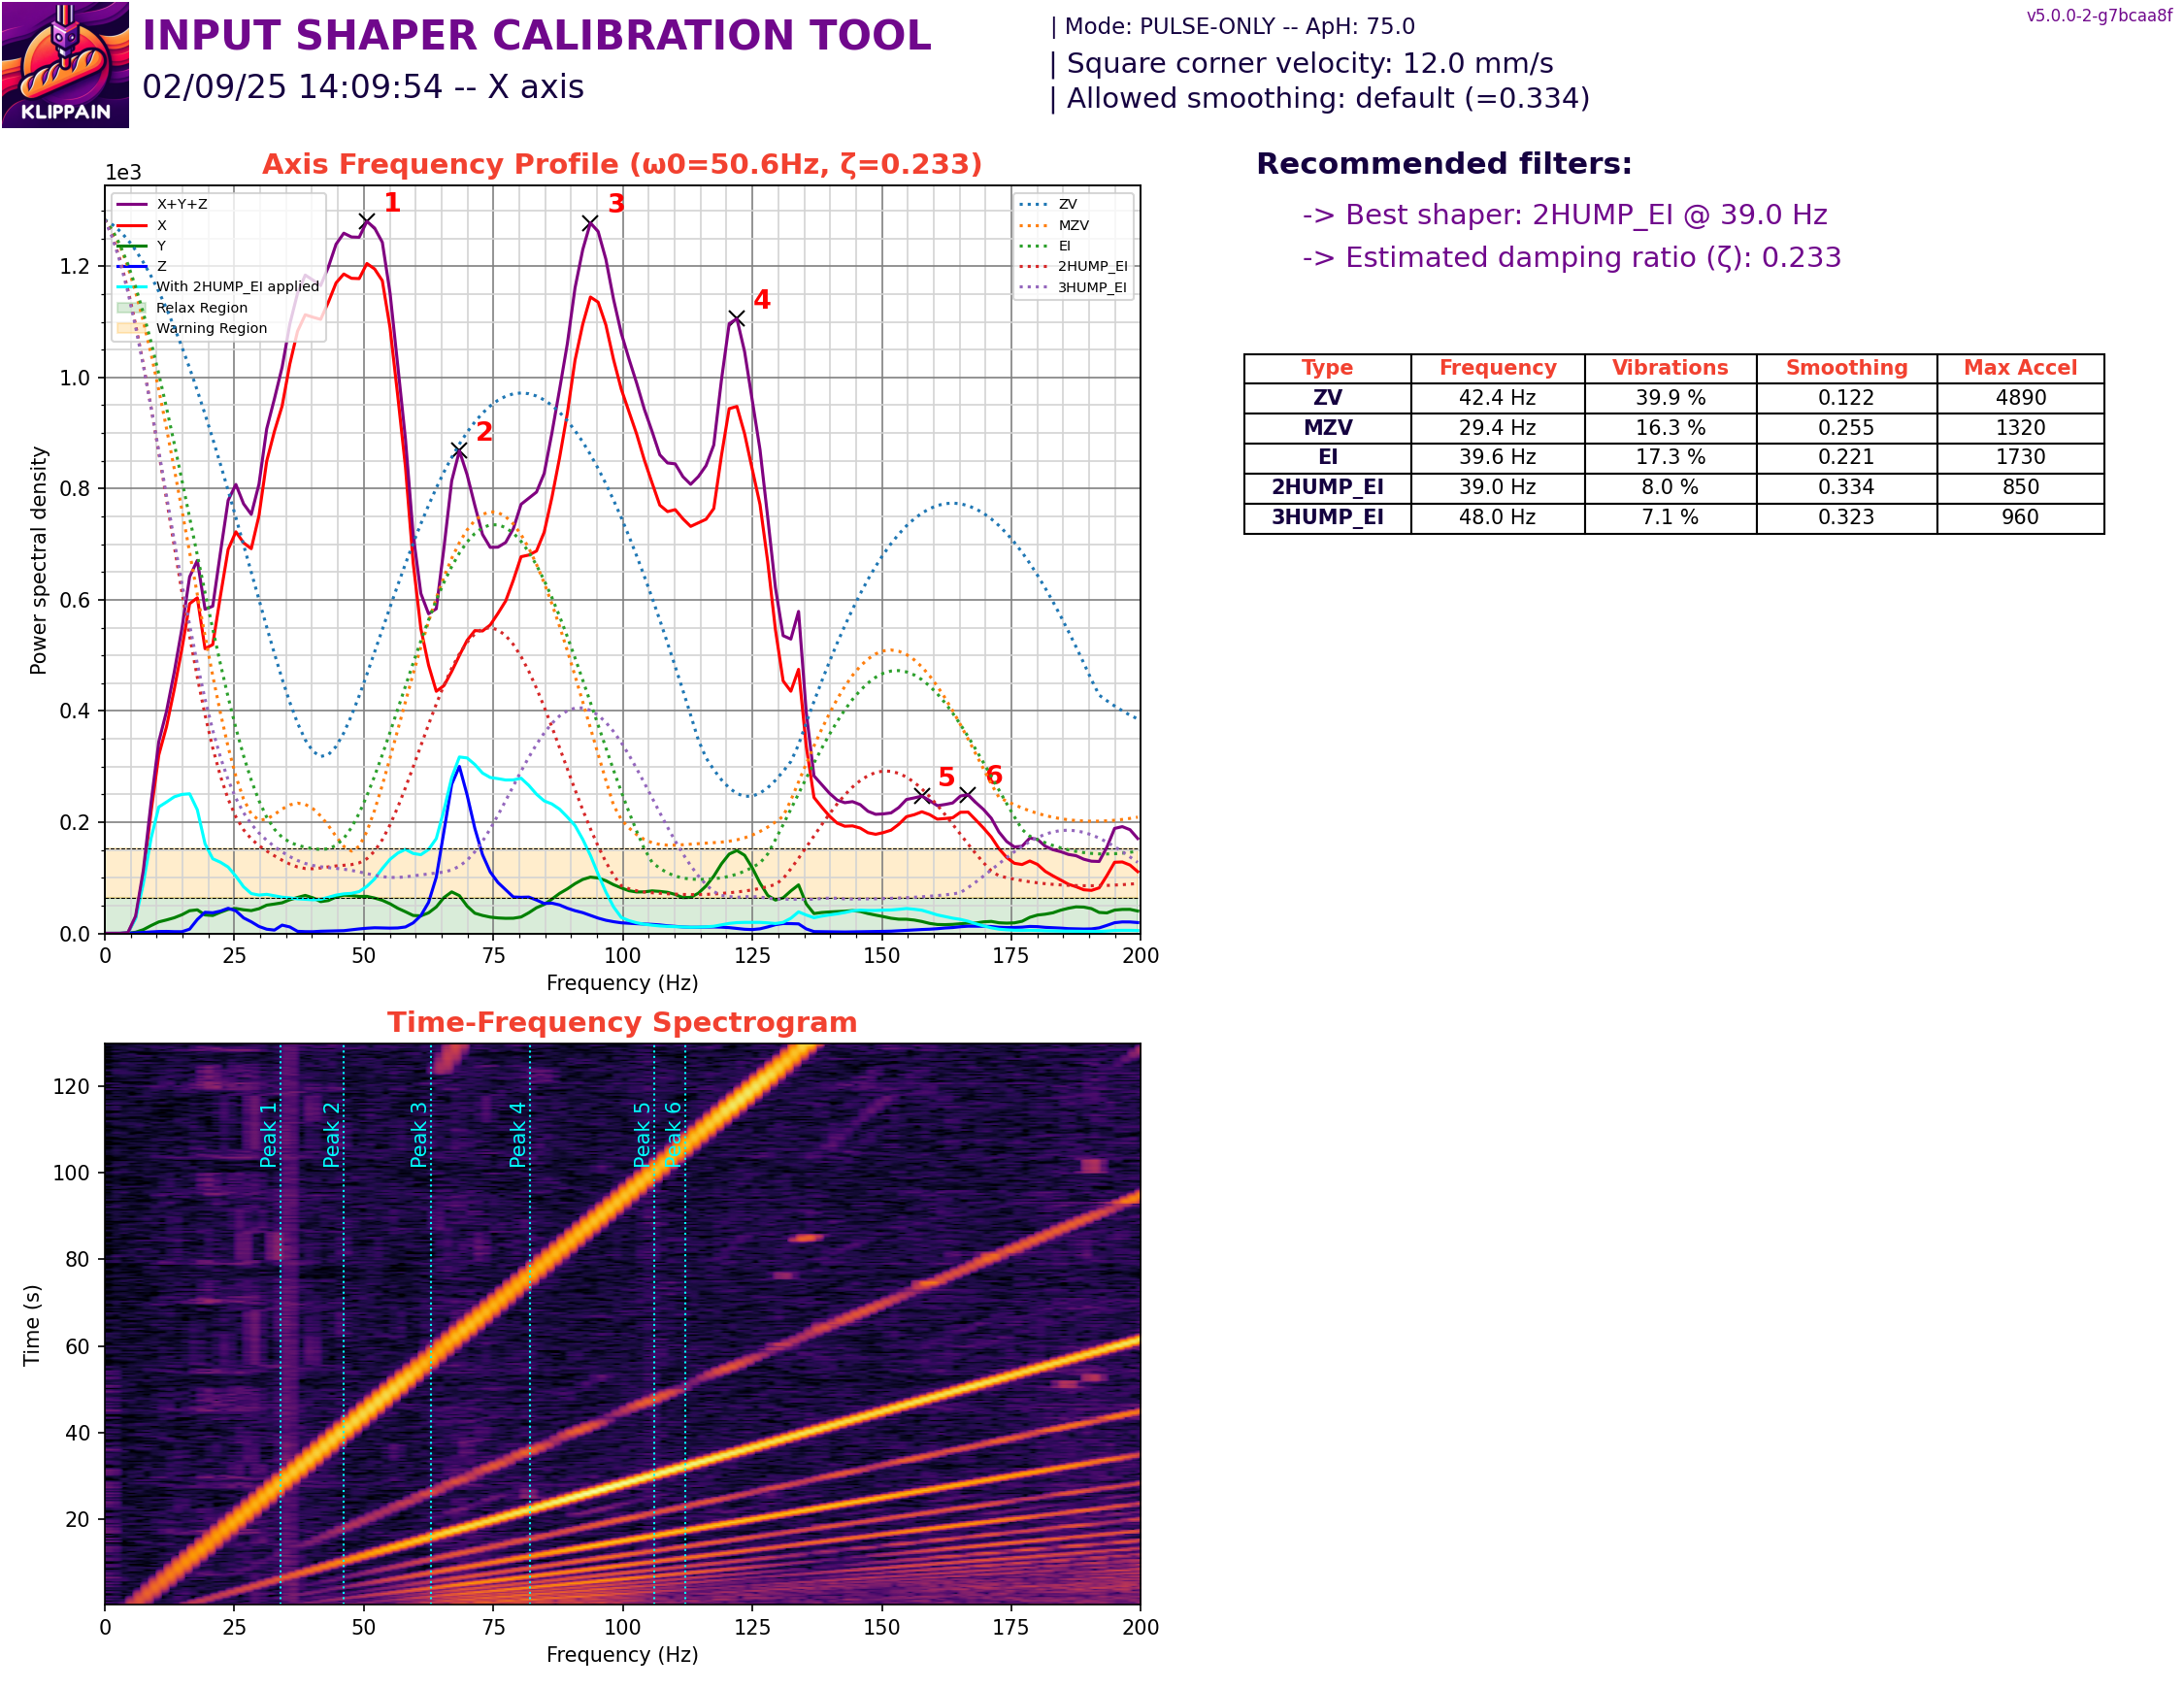 KLIPPAIN
INPUT SHAPER CALIBRATION TOOL
02/09/25 14:09:54 -- X axis
| Mode: PULSE-ONLY -- ApH: 75.0
| Square corner velocity: 12.0 mm/s
| Allowed smoothing: default (=0.334)
v5.0.0-2-g7bcaa8f
Axis Frequency Profile (ω0=50.6Hz, ζ=0.233)
1e3
X+Y+Z
X
Y
Z
With 2HUMP_EI applied
Relax Region
Warning Region
ZV
MZV
EI
2HUMP_EI
3HUMP_EI
1
2
3
4
5
6
Power spectral density
1.2
1.0
0.8
0.6
0.4
0.2
0.0
0 25 50 75 100 125 150 175 200
Frequency (Hz)
Recommended filters:
-> Best shaper: 2HUMP_EI @ 39.0 Hz
-> Estimated damping ratio (ζ): 0.233
Type Frequency Vibrations Smoothing Max Accel
ZV 42.4 Hz 39.9 % 0.122 4890
MZV 29.4 Hz 16.3 % 0.255 1320
EI 39.6 Hz 17.3 % 0.221 1730
2HUMP_EI 39.0 Hz 8.0 % 0.334 850
3HUMP_EI 48.0 Hz 7.1 % 0.323 960
Time-Frequency Spectrogram
Time (s)
120
100
80
60
40
20
Peak 1
Peak 2
Peak 3
Peak 4
Peak 5
Peak 6
0 25 50 75 100 125 150 175 200
Frequency (Hz)